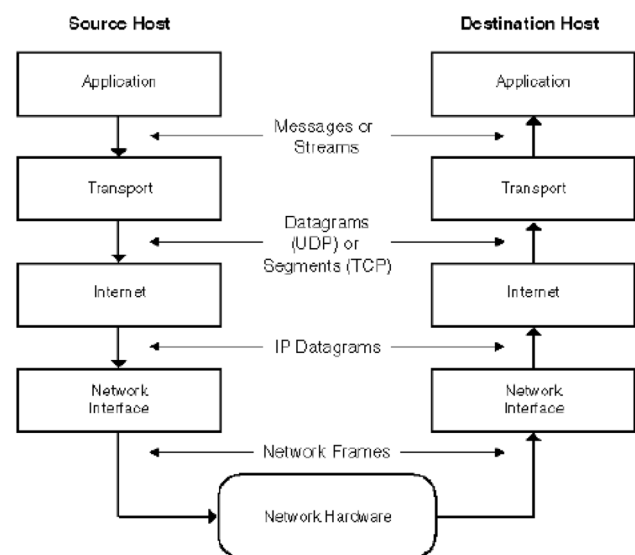 Source Host
Destination Host
Application
Application
Messages or
Streams
Transport
Transport
Datagrams
(UDP) or
Segments (TCP)
Internet
Internet
IP Datagrams
Network
Interface
Network
Interface
Network Frames
Network Hardware